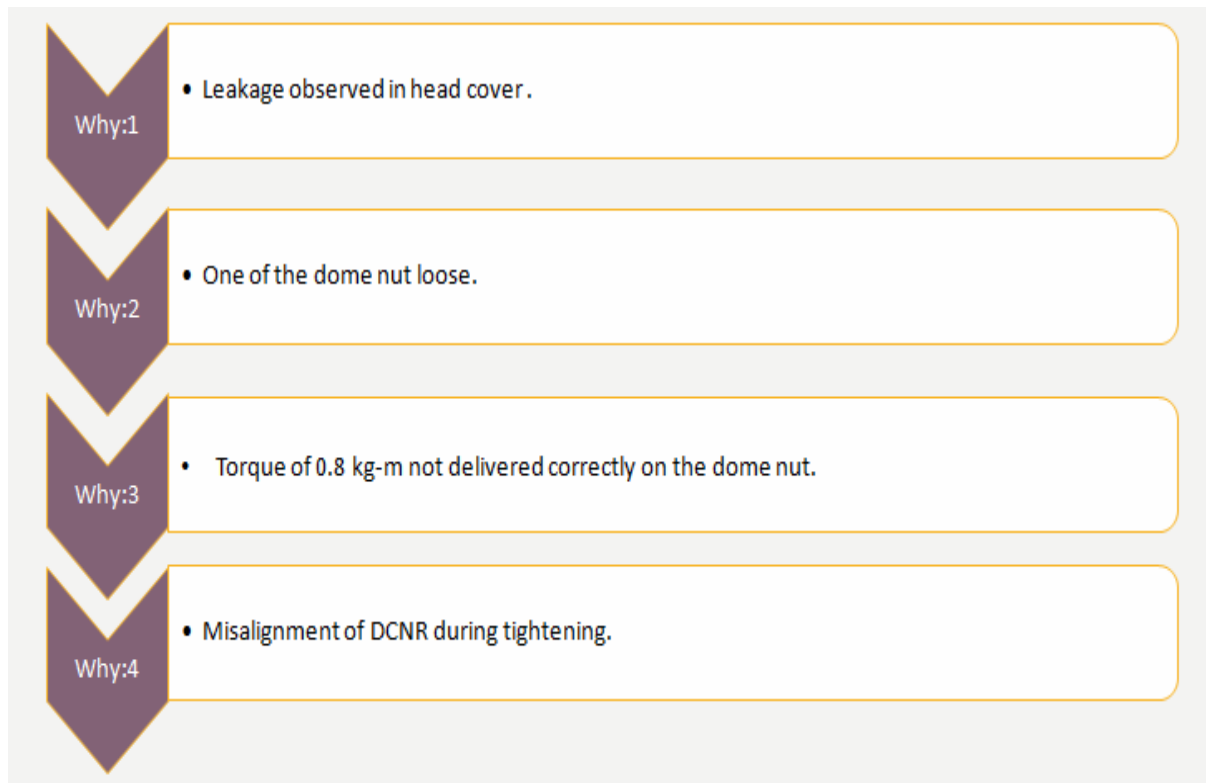 • Leakage observed in head cover.
Why:1
• One of the dome nut loose.
Why:2
• Torque of 0.8 kg-m not delivered correctly on the dome nut.
Why:3
• Misalignment of DCNR during tightening.
Why:4